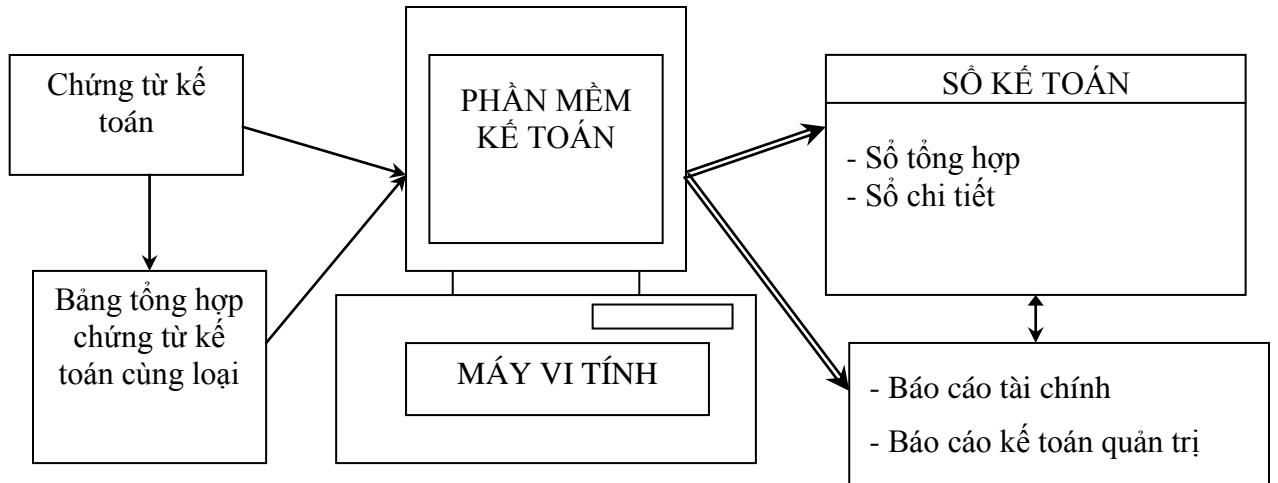 Chứng từ kế
toán
Bảng tổng hợp
chứng từ kế
toán cùng loại
PHẦN MỀM
KẾ TOÁN
MÁY VI TÍNH
SỔ KẾ TOÁN
- Sổ tổng hợp
- Sổ chi tiết
- Báo cáo tài chính
- Báo cáo kế toán quản trị